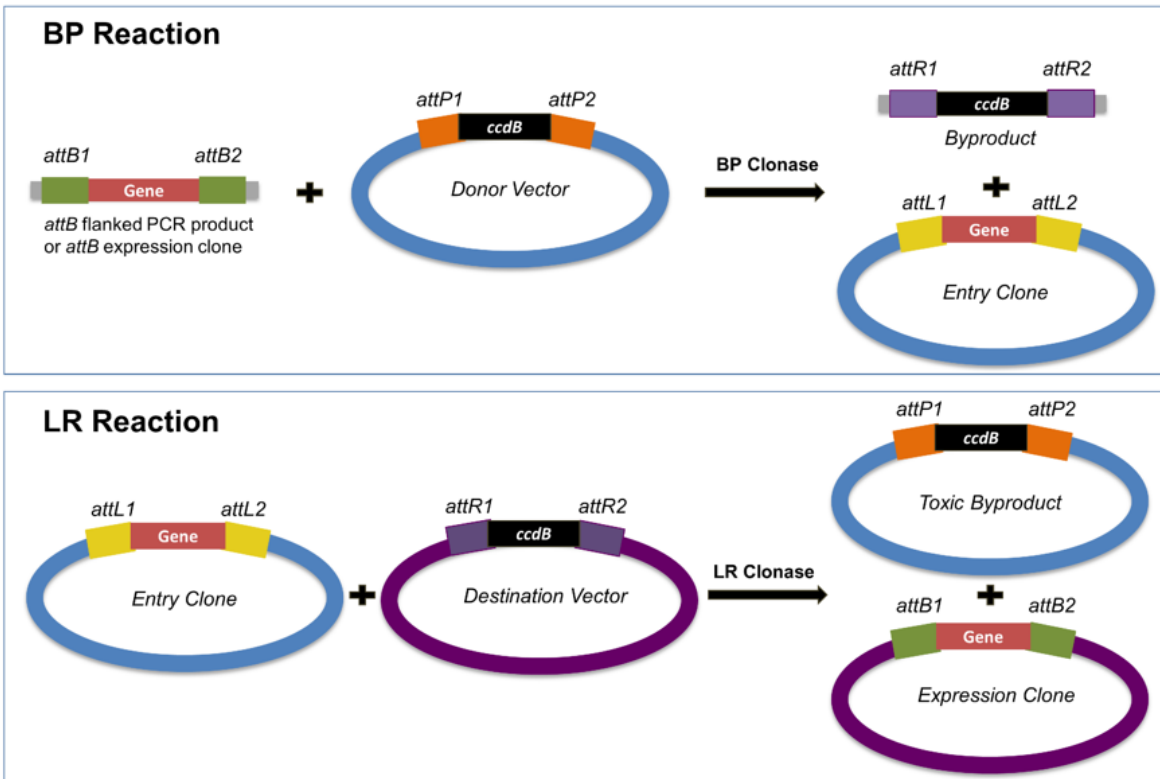 BP Reaction
attB1
attB2
Gene
attB flanked PCR product
or attB expression clone
attP1
attP2
ccdB
Donor Vector
BP Clonase
attR1
attR2
ccdB
Byproduct
attL1
attL2
Gene
Entry Clone
LR Reaction
attL1
attL2
Gene
Entry Clone
attR1
attR2
ccdB
Destination Vector
LR Clonase
attP1
attP2
ccdB
Toxic Byproduct
attB1
attB2
Gene
Expression Clone